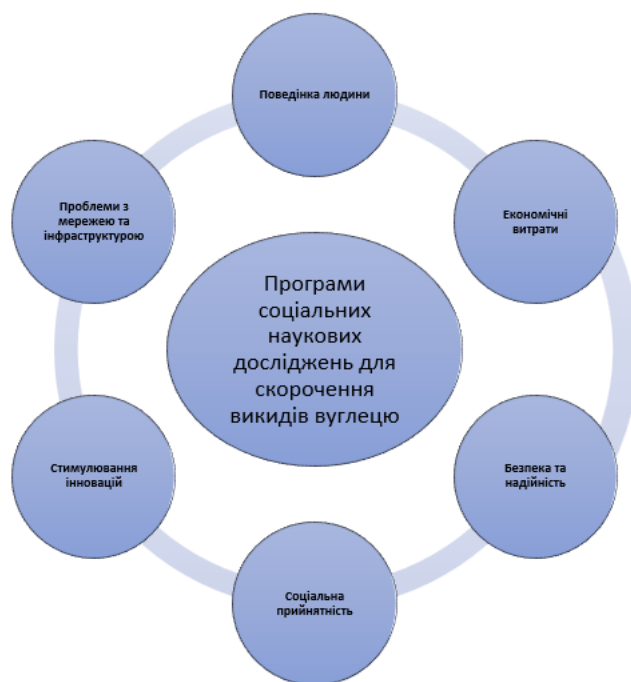 Поведінка людини
Проблеми з
мережею та
інфраструктурою
Економічні
витрати
Програми
соціальних
наукових
досліджень для
скорочення
викидів вуглецю
Стимулювання
інновацій
Безпека та
надійність
Соціальна
прийнятність